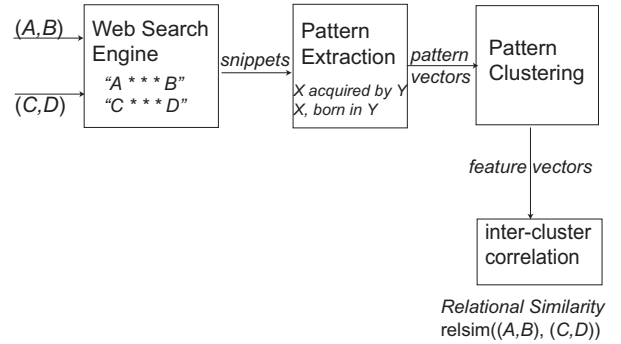 (A,B)
(C,D)
Web Search
Engine
"A * * * B"
"C * * * D"
snippets
Pattern
Extraction
X acquired by Y
X, born in Y
pattern
vectors
Pattern
Clustering
feature vectors
inter-cluster
correlation
Relational Similarity
relsim((A,B), (C,D))